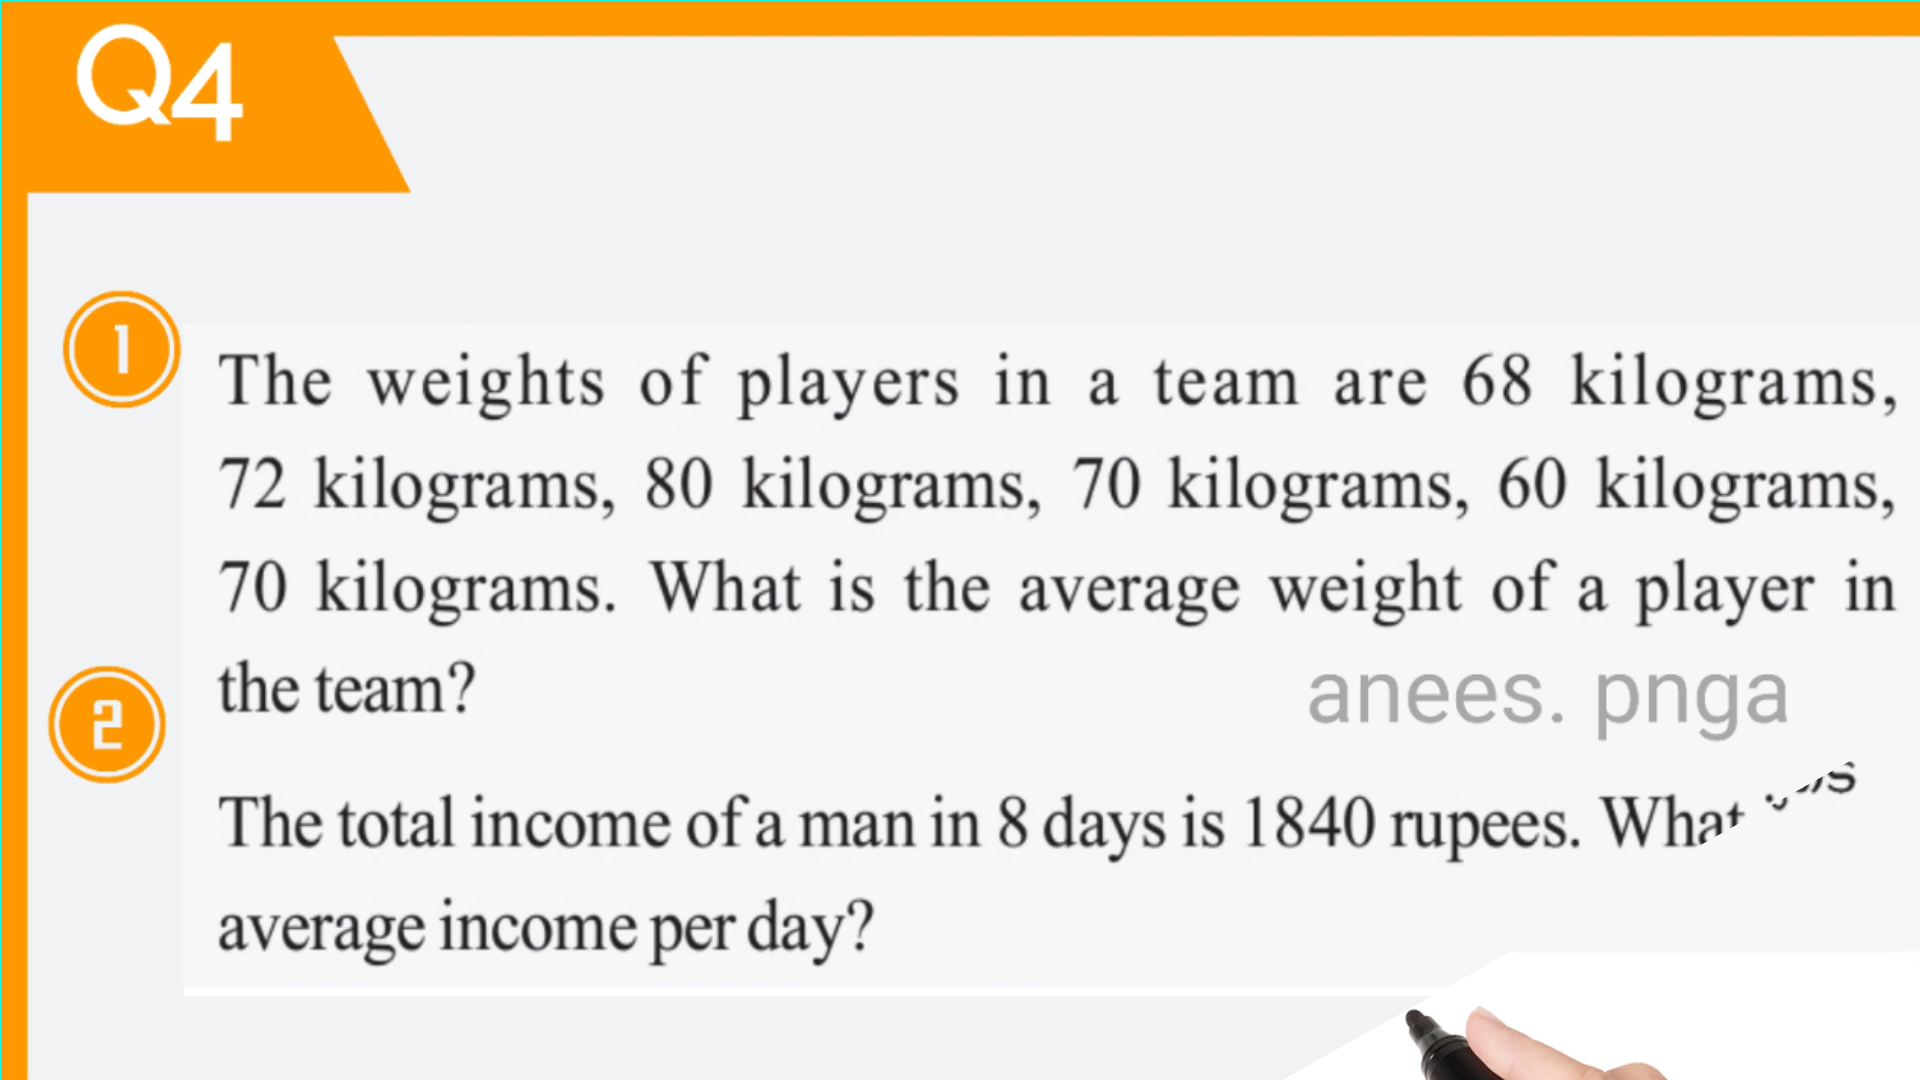 Q4
1
The weights of players in a team are 68 kilograms,
72 kilograms, 80 kilograms, 70 kilograms, 60 kilograms,
70 kilograms. What is the average weight of a player in
the team?
anees. pnga
2
The total income of a man in 8 days is 1840 rupees. What
average income per day?